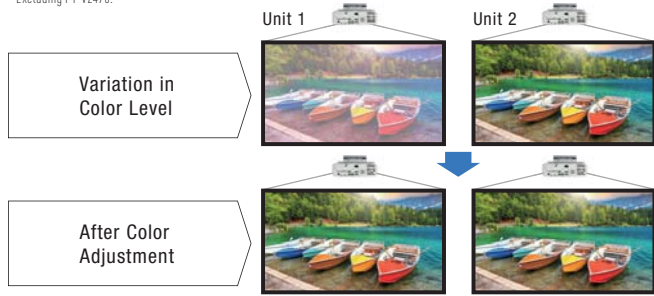 Unit 1
Unit 2
Variation in
Color Level
After Color
Adjustment